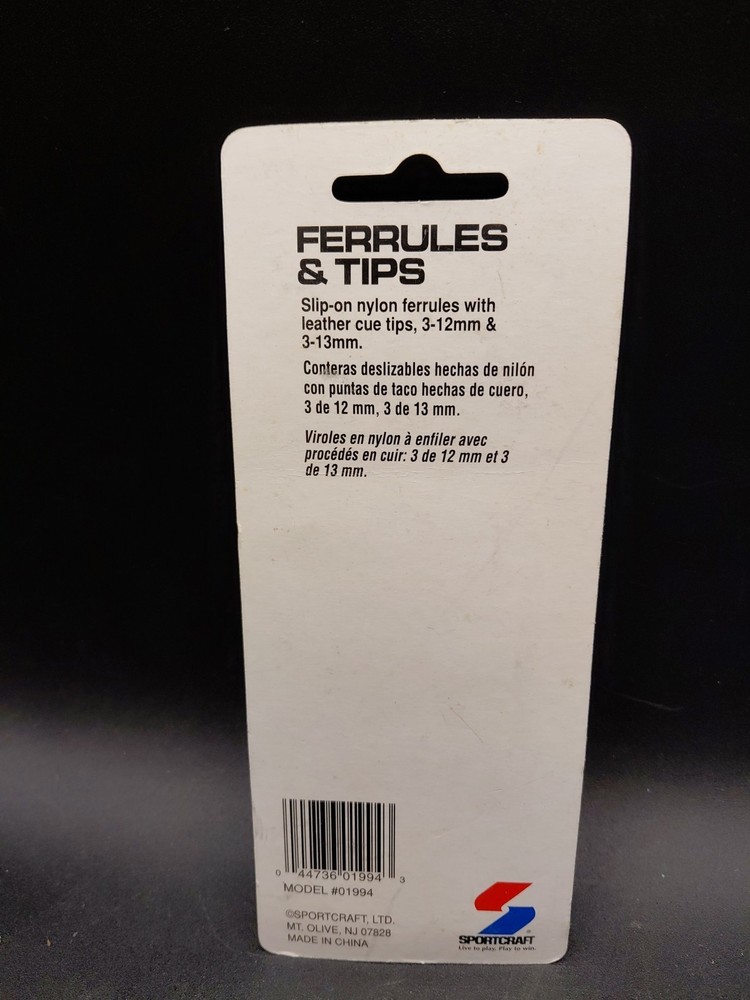 FERRULES
& TIPS
Slip-on nylon ferrules with
leather cue tips, 3-12mm &
3-13mm.
Conteras deslizables hechas de nilón
con puntas de taco hechas de cuero,
3 de 12 mm, 3 de 13 mm.
Viroles en nylon à enfiler avec
procédés en cuir: 3 de 12 mm et 3
de 13 mm.
0 44736 01994 3
MODEL #01994
©SPORTCRAFT, LTD.
MT. OLIVE, NJ 07828
MADE IN CHINA
®
SPORTCRAFT
Live to play. Play to win.